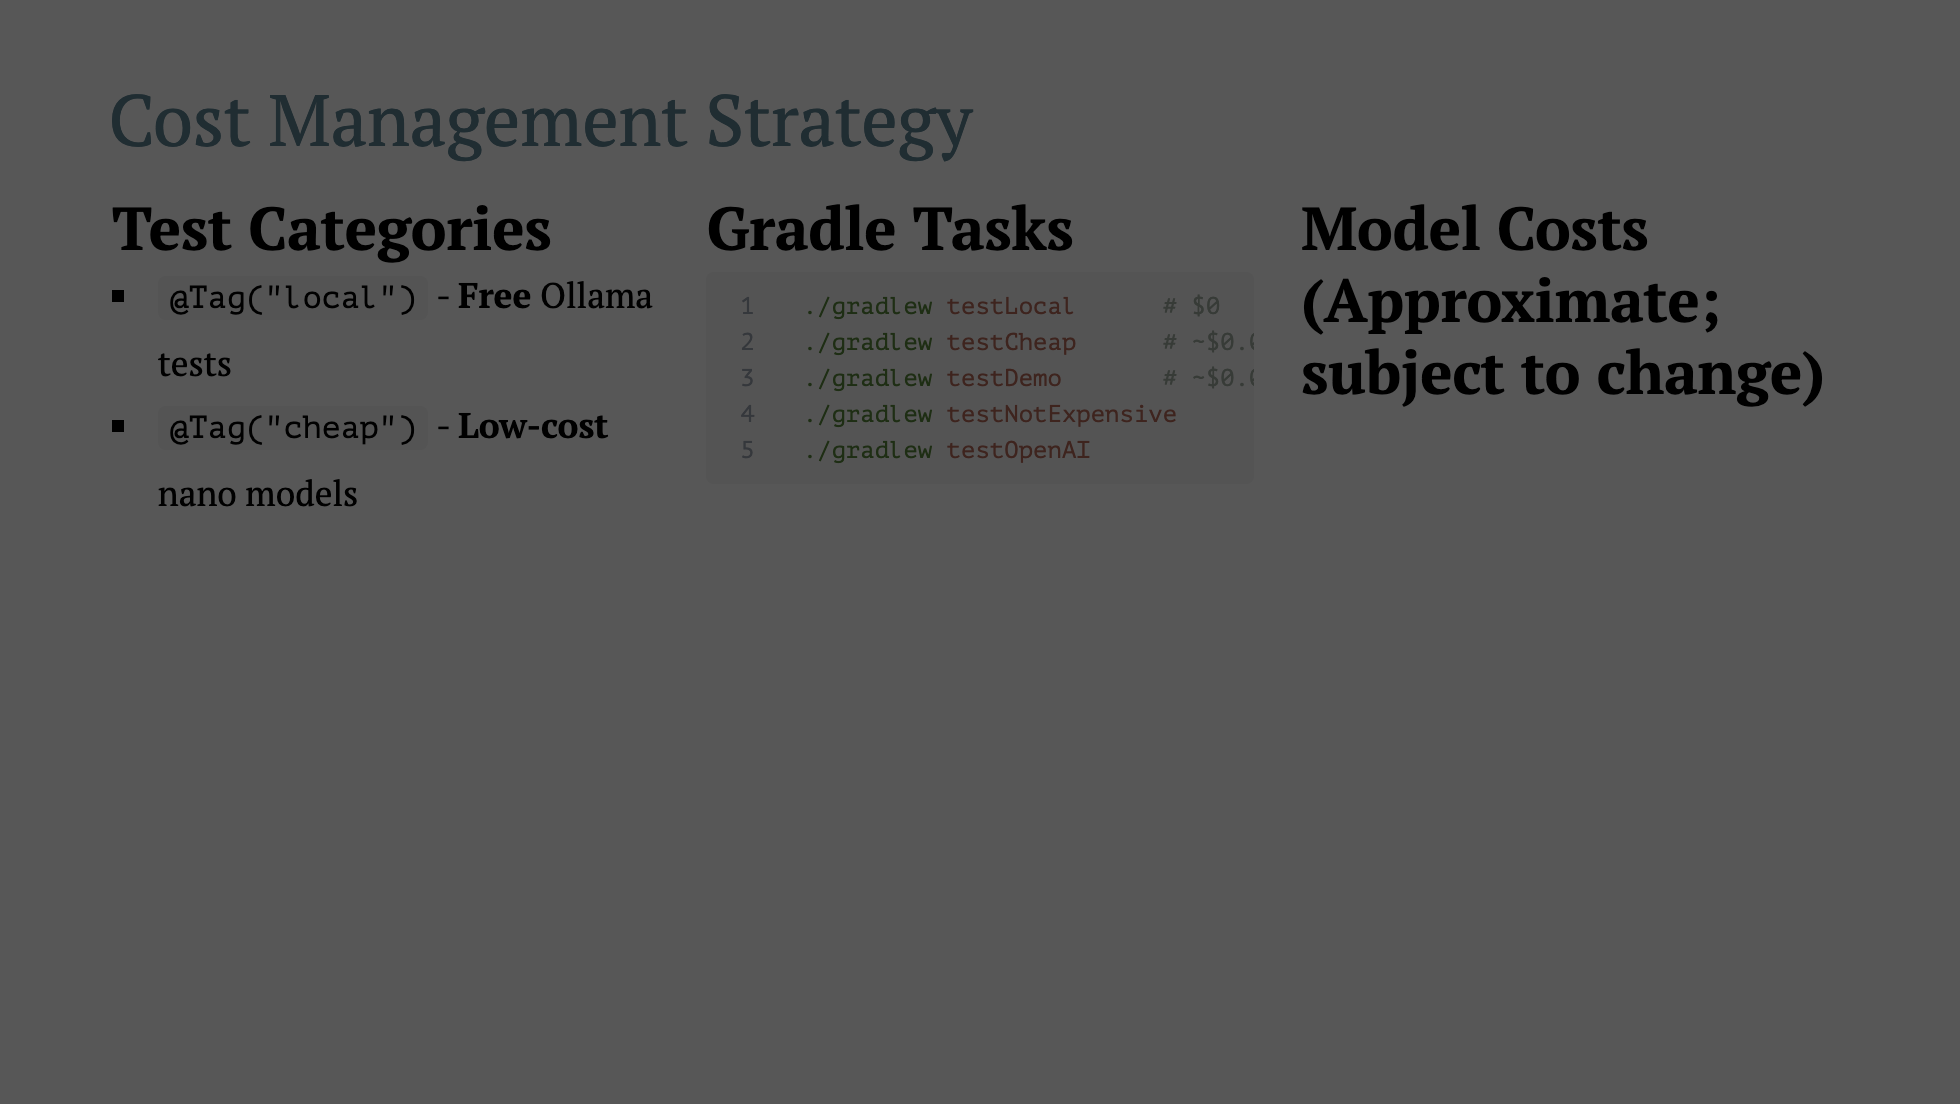 Cost Management Strategy
Test Categories
▪ @Tag("local") - Free Ollama
tests
▪ @Tag("cheap") - Low-cost
nano models
Gradle Tasks
1 ./gradlew testLocal # $0
2 ./gradlew testCheap # ~$0.0
3 ./gradlew testDemo # ~$0.0
4 ./gradlew testNotExpensive
5 ./gradlew testOpenAI
Model Costs
(Approximate;
subject to change)